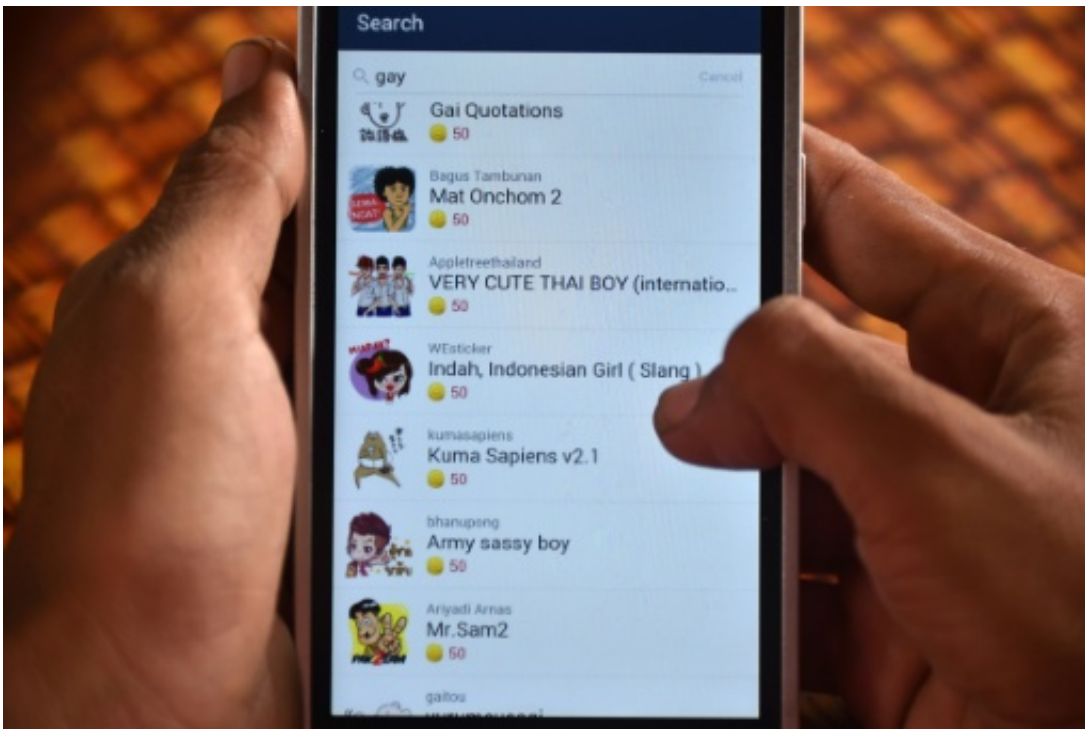 Search
gay
Cancel
Gai Quotations
50
Bagus Tambunan
Mat Onchom 2
50
Appletreethailand
VERY CUTE THAI BOY (internatio...
50
WEsticker
Indah, Indonesian Girl ( Slang )
50
kumasapiens
Kuma Sapiens v2.1
50
bhanupong
Army sassy boy
50
Ariyadi Arnas
Mr.Sam2
50
gaitou